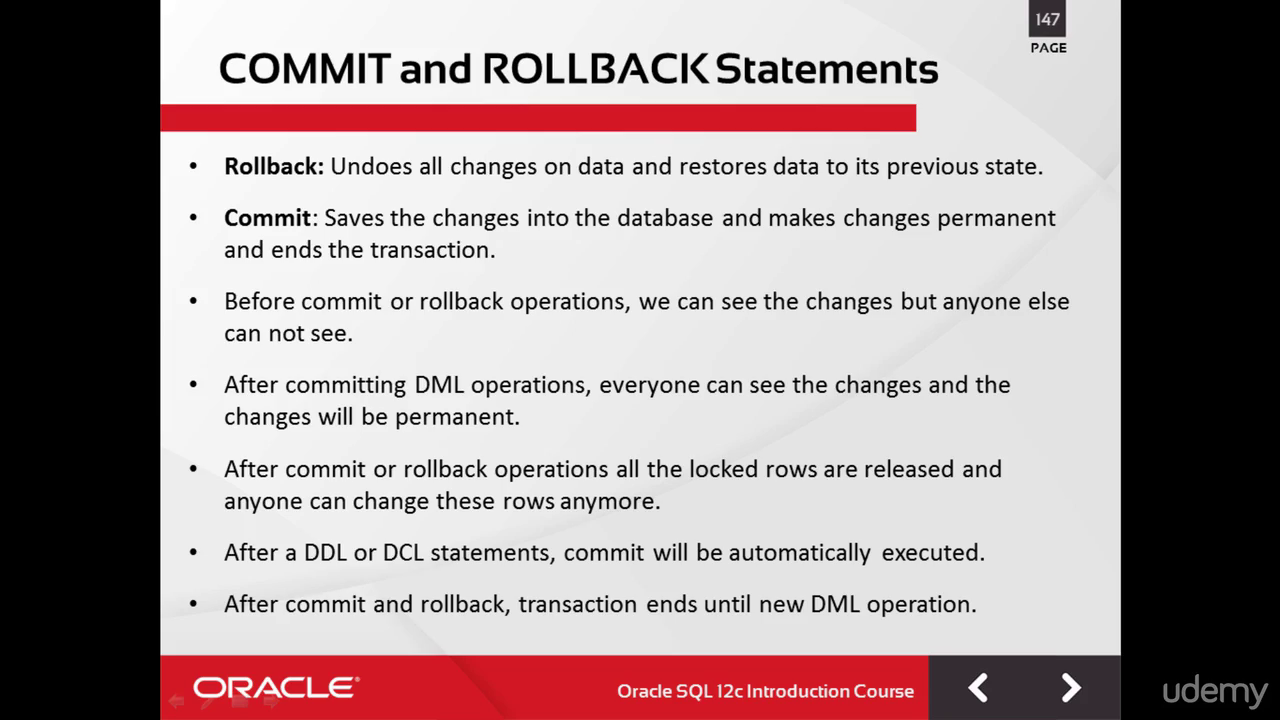 147
PAGE
COMMIT and ROLLBACK Statements
• Rollback: Undoes all changes on data and restores data to its previous state.
• Commit: Saves the changes into the database and makes changes permanent
and ends the transaction.
• Before commit or rollback operations, we can see the changes but anyone else
can not see.
• After committing DML operations, everyone can see the changes and the
changes will be permanent.
• After commit or rollback operations all the locked rows are released and
anyone can change these rows anymore.
• After a DDL or DCL statements, commit will be automatically executed.
• After commit and rollback, transaction ends until new DML operation.
ORACLE®
Oracle SQL 12c Introduction Course
udemy